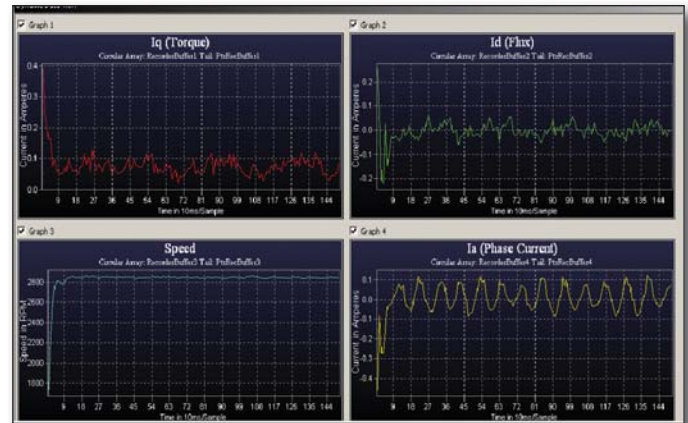 Graph 1
Iq (Torque)
Circular Array: RecorderBuffer1 Tail: PtrRecBuffer1
Current in Amperes
0.4
0.3
0.2
0.1
0.0
9 18 27 36 45 54 63 72 81 90 99 108 117 126 135 144
Time in 10ms/Sample
Graph 2
Id (Flux)
Circular Array: RecorderBuffer2 Tail: PtrRecBuffer2
Current in Amperes
0.2
0.1
0.0
-0.1
-0.2
9 18 27 36 45 54 63 72 81 90 99 108 117 126 135 144
Time in 10ms/Sample
Graph 3
Speed
Circular Array: RecorderBuffer3 Tail: PtrRecBuffer3
Speed in RPM
2800
2600
2400
2200
2000
1800
9 18 27 36 45 54 63 72 81 90 99 108 117 126 135 144
Time in 10ms/Sample
Graph 4
Ia (Phase Current)
Circular Array: RecorderBuffer4 Tail: PtrRecBuffer4
Current in Amperes
0.1
0.0
-0.1
-0.2
-0.3
-0.4
9 18 27 36 45 54 63 72 81 90 99 108 117 126 135 144
Time in 10ms/Sample